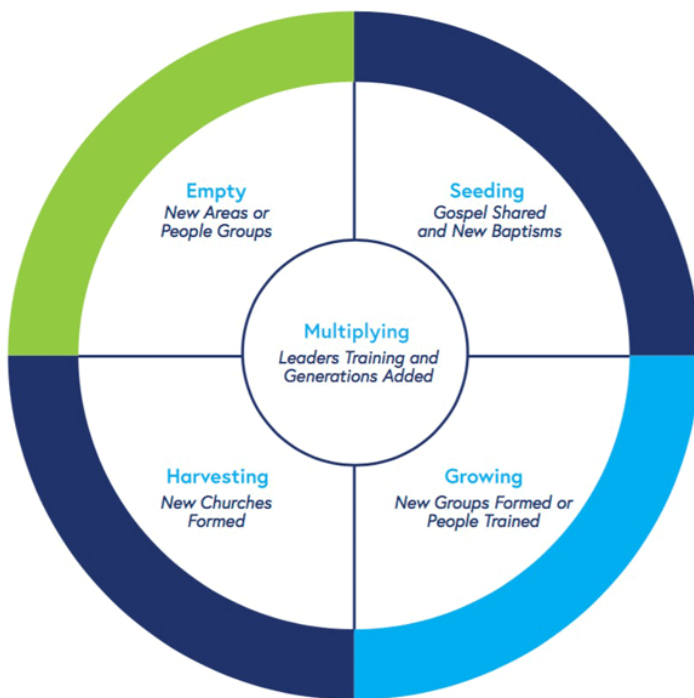 Empty
New Areas or
People Groups
Seeding
Gospel Shared
and New Baptisms
Multiplying
Leaders Training and
Generations Added
Harvesting
New Churches
Formed
Growing
New Groups Formed or
People Trained